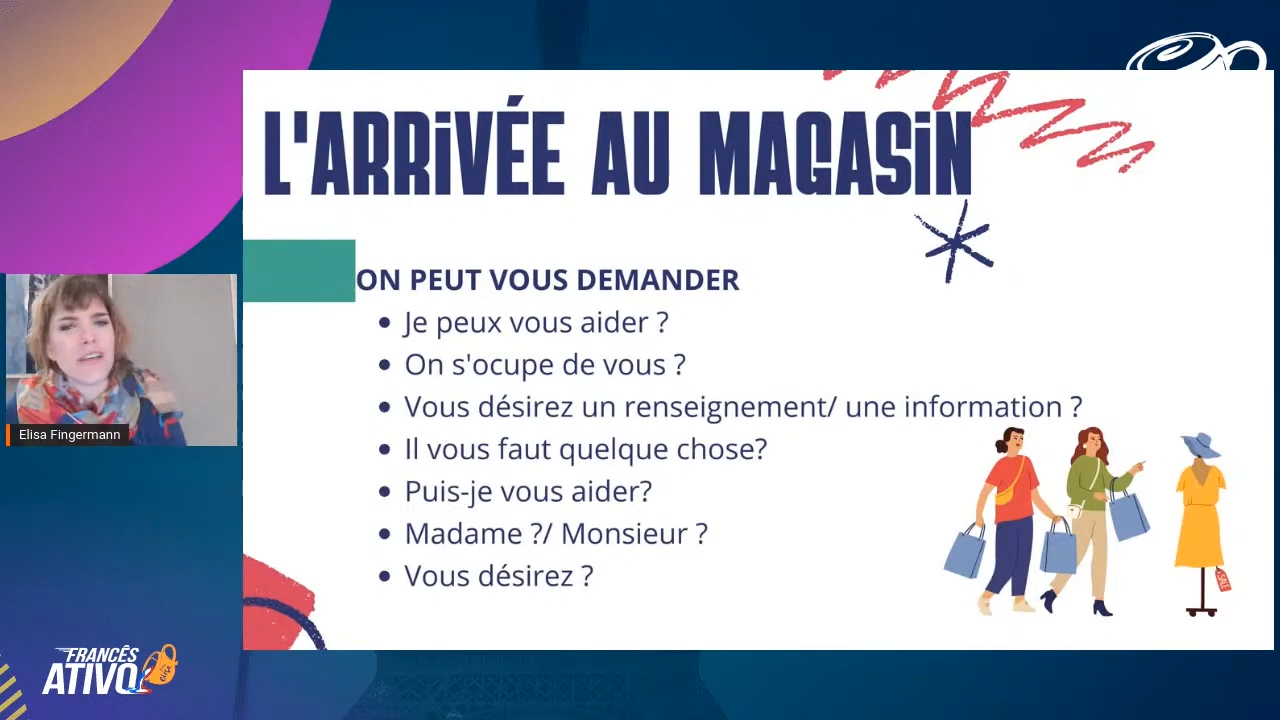 L'ARRiVÉE AU MAGASiN
ON PEUT VOUS DEMANDER
• Je peux vous aider ?
• On s'ocupe de vous ?
• Vous désirez un renseignement/ une information ?
• Il vous faut quelque chose?
• Puis-je vous aider?
• Madame ?/ Monsieur ?
• Vous désirez ?
SALE
Elisa Fingermann
FRANCÊS
ATIVO